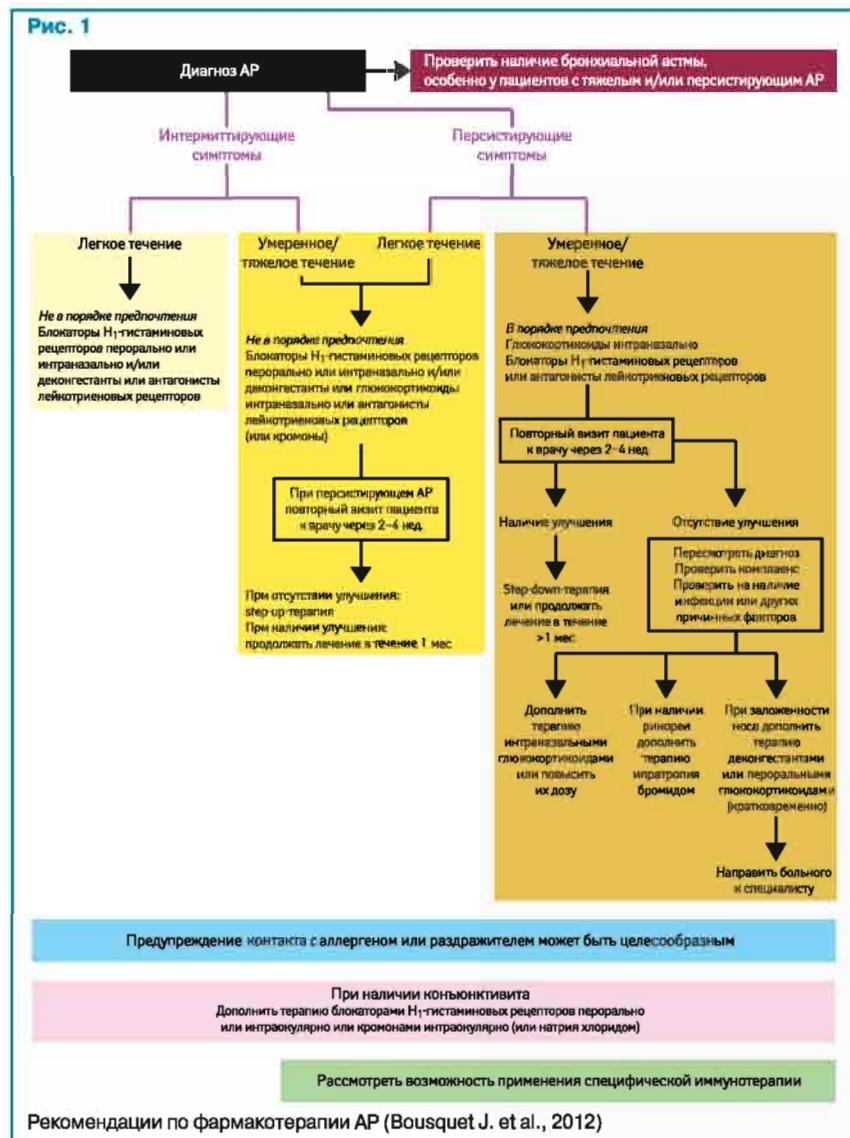 Рис. 1
Диагноз АР
Проверить наличие бронхиальной астмы,
особенно у пациентов с тяжелым и/или персистирующим АР
Интермиттирующие
симптомы
Персистирующие
симптомы
Легкое течение
Не в порядке предпочтения
Блокаторы H₁-гистаминовых
рецепторов перорально или
интраназально и/или
деконгестанты или антагонисты
лейкотриеновых рецепторов
Умеренное/
тяжелое течение
Легкое течение
Не в порядке предпочтения
Блокаторы H₁-гистаминовых рецепторов
перорально или интраназально и/или
деконгестанты или глюкокортикоиды
интраназально или антагонисты
лейкотриеновых рецепторов
(или кромоны)
При персистирующем АР
повторный визит пациента
к врачу через 2–4 нед
При отсутствии улучшения:
step-up-терапия
При наличии улучшения:
продолжать лечение в течение 1 мес
Умеренное/
тяжелое течение
В порядке предпочтения
Глюкокортикоиды интраназально
Блокаторы H₁-гистаминовых рецепторов
или антагонисты лейкотриеновых рецепторов
Повторный визит пациента
к врачу через 2–4 нед
Наличие улучшения
Step-down-терапия
или продолжать
лечение в течение
>1 мес
Отсутствие улучшения
Пересмотреть диагноз
Проверить комплаенс
Проверить на наличие
инфекции или других
причинных факторов
Дополнить
терапию
интраназальными
глюкокортикоидами
или повысить
их дозу
При наличии
ринореи
дополнить
терапию
ипратропия
бромидом
При заложенности
носа дополнить
терапию
деконгестантами
или пероральными
глюкокортикоидами
(кратковременно)
Направить больного
к специалисту
Предупреждение контакта с аллергеном или раздражителем может быть целесообразным
При наличии конъюнктивита
Дополнить терапию блокаторами H₁-гистаминовых рецепторов перорально
или интраокулярно или кромонами интраокулярно (или натрия хлоридом)
Рассмотреть возможность применения специфической иммунотерапии
Рекомендации по фармакотерапии АР (Bousquet J. et al., 2012)